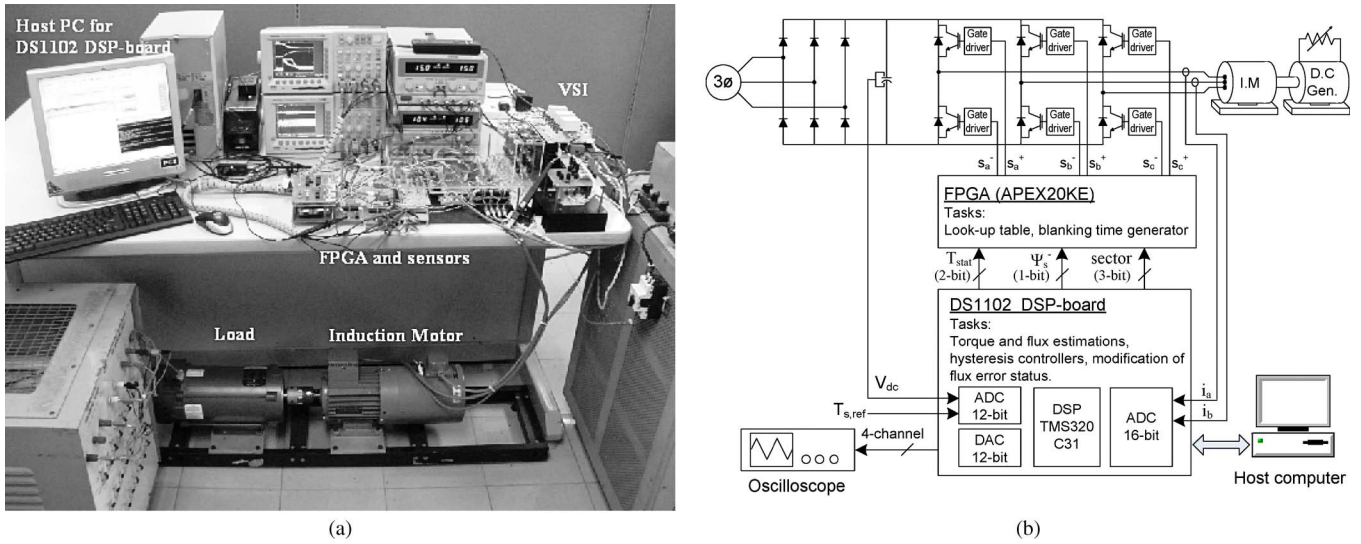 Host PC for
DS1102 DSP-board
VSI
FPGA and sensors
Load
Induction Motor
(a)
3ø
Gate
driver
Gate
driver
Gate
driver
Gate
driver
Gate
driver
Gate
driver
I.M
D.C
Gen.
Sa- Sa+ Sb- Sb+ Sc- Sc+
FPGA (APEX20KE)
Tasks:
Look-up table, blanking time generator
Tstat
(2-bit)
Ψs-
(1-bit)
sector
(3-bit)
DS1102 DSP-board
Tasks:
Torque and flux estimations,
hysteresis controllers, modification of
flux error status.
Vdc
Ts,ref
ADC
12-bit
DAC
12-bit
DSP
TMS320
C31
ADC
16-bit
ia
ib
4-channel
Oscilloscope
Host computer
(b)